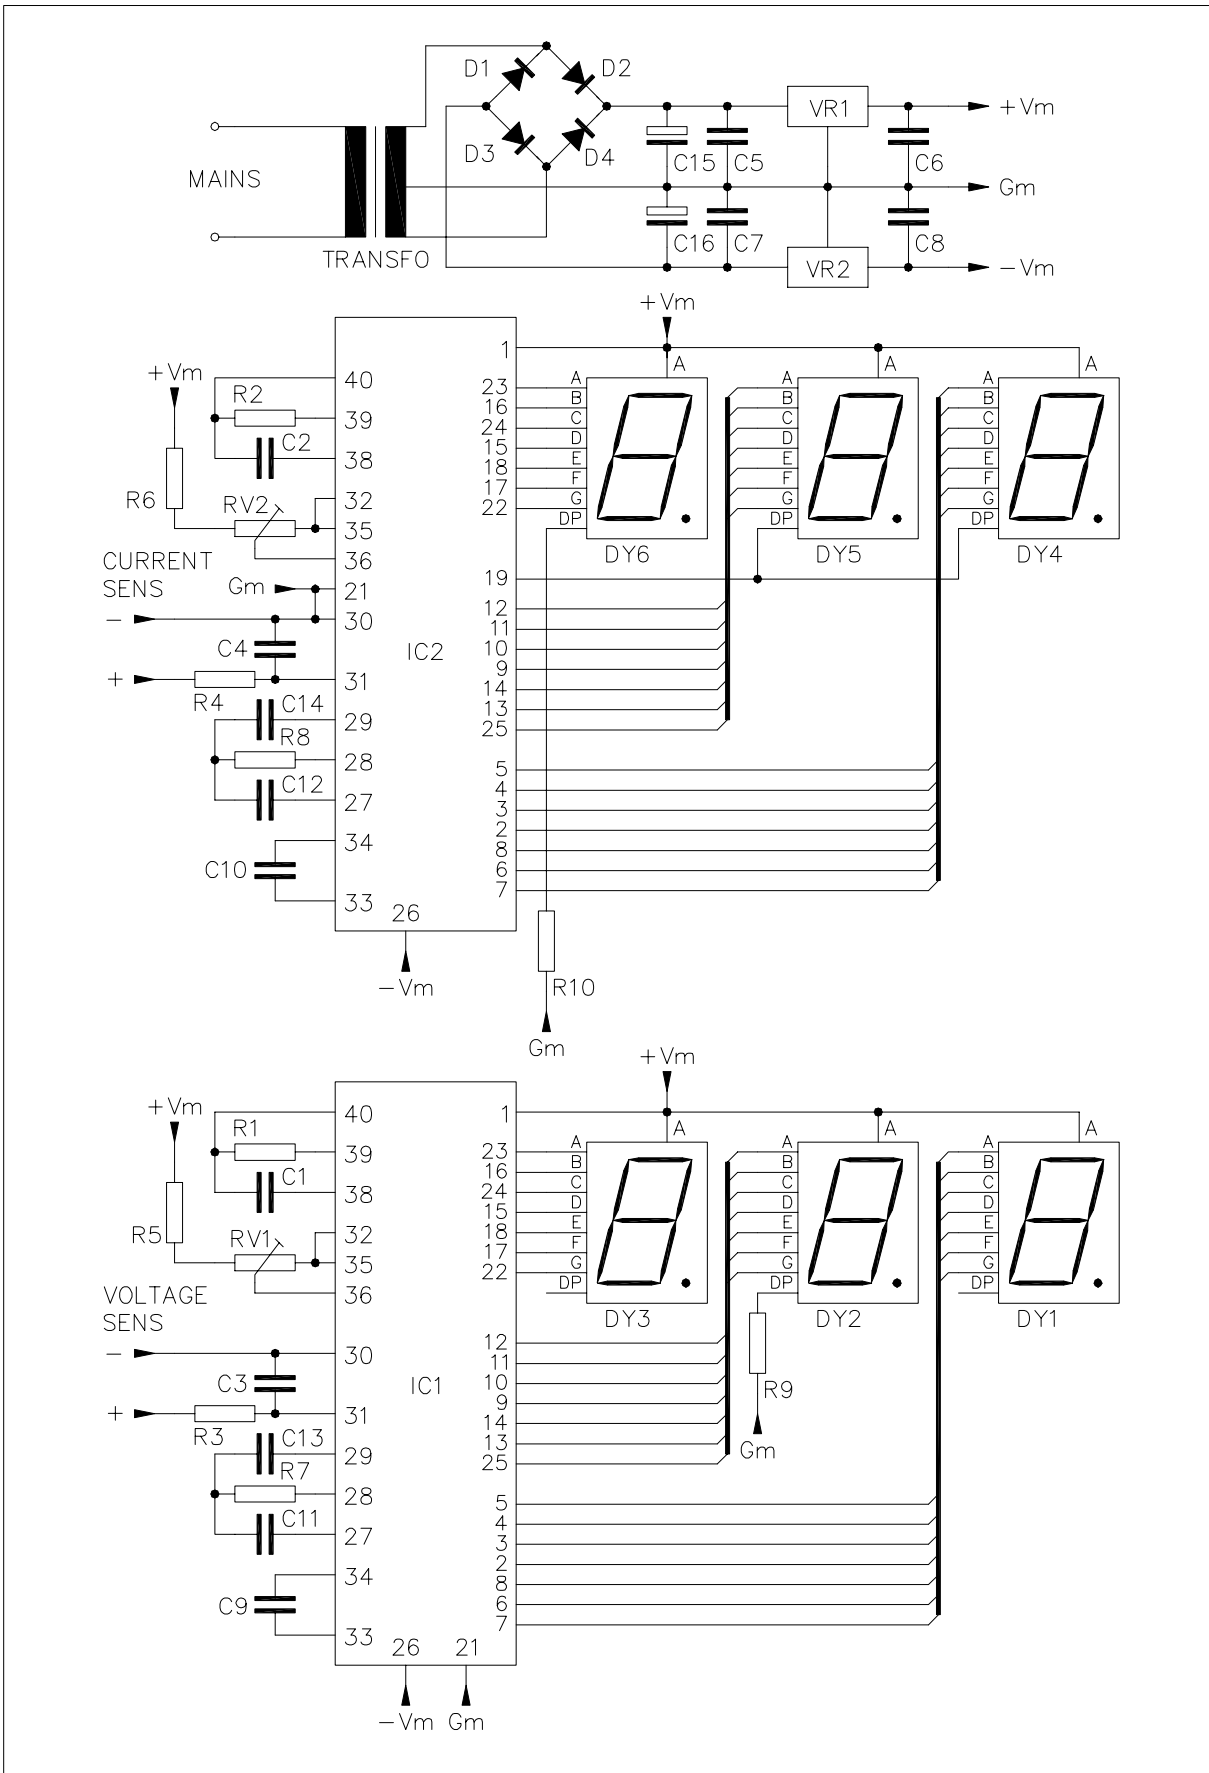 D1 D2
VR1 +Vm
D3 D4 C15 C5 C6
MAINS Gm
C16 C7 C8
TRANSFO VR2 -Vm
+Vm
1
A A A
+Vm 40
R2 39
C2 38
32
R6 RV2 35
36
CURRENT
SENS
Gm 21
- 30
C4
+ 31
R4 C14 29
R8 28
C12 27
34
C10
33
26
-Vm
IC2
23 A A A
16 B B B
24 C C C
15 D D D
18 E E E
17 F F F
22 G G G
DP DP DP
DY6 DY5 DY4
19
12
11
10
9
14
13
25
5
4
3
2
8
6
7
R10
Gm
+Vm
1
A A A
+Vm 40
R1 39
C1 38
32
R5 RV1 35
36
VOLTAGE
SENS
- 30
C3
+ 31
R3 C13 29
R7 28
C11 27
34
C9
33
26 21
-Vm Gm
IC1
23 A A A
16 B B B
24 C C C
15 D D D
18 E E E
17 F F F
22 G G G
DP DP DP
DY3 DY2 DY1
12
11
10
9
14
13
25
R9
Gm
5
4
3
2
8
6
7